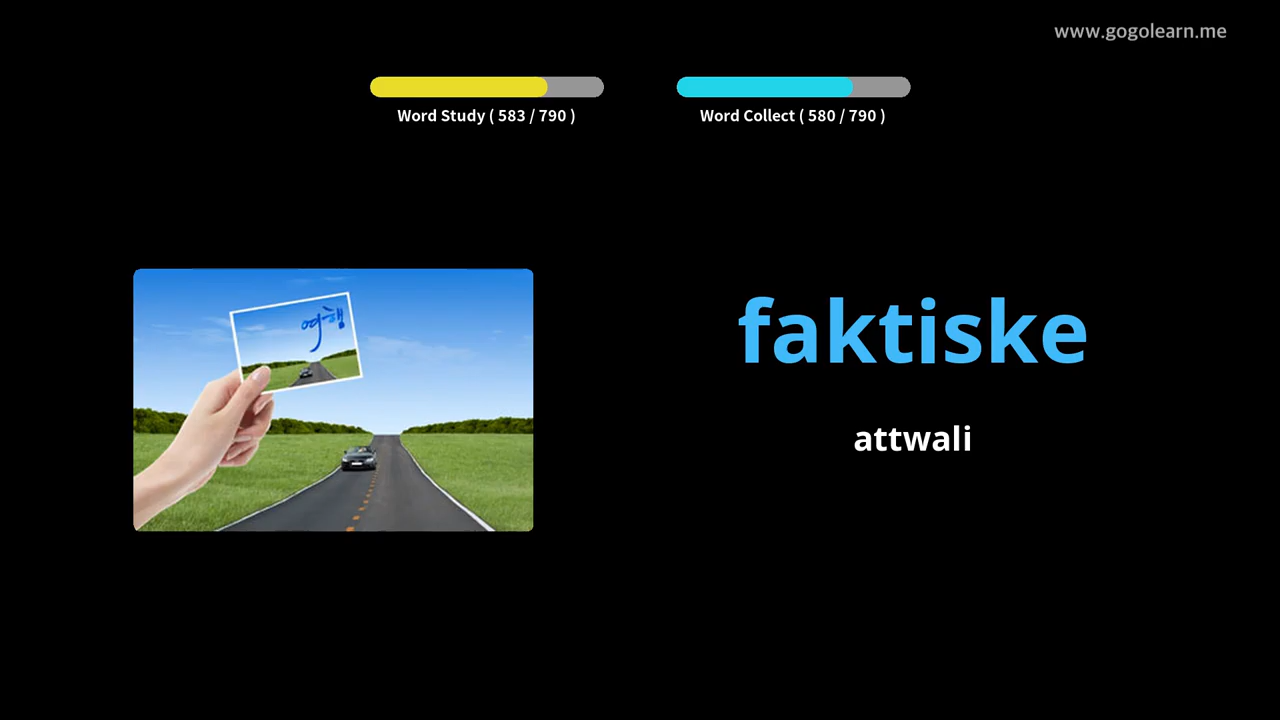 www.gogolearn.me
Word Study ( 583 / 790 )
Word Collect ( 580 / 790 )
여행
faktiske
attwali